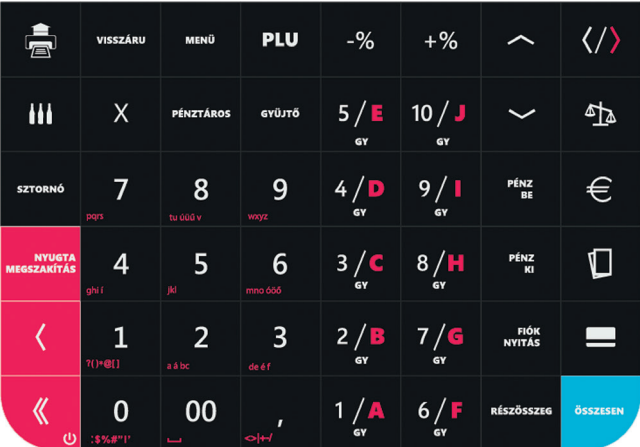 VISSZÁRU MENÜ PLU -% +%
X PÉNZTÁROS GYŰJTŐ 5/E 10/J
GY GY
SZTORNÓ 7 8 9 4/D 9/I PÉNZ
BE €
pqrs tu úüű v wxyz GY GY
NYUGTA
MEGSZAKÍTÁS 4 5 6 3/C 8/H PÉNZ
KI
ghi í jkl mno óöő GY GY
1 2 3 2/B 7/G FIÓK
NYITÁS
?()*@[] a á bc de é f GY GY
0 00 , 1/A 6/F RÉSZÖSSZEG ÖSSZESEN
:$%#"!' <>|+-/ GY GY